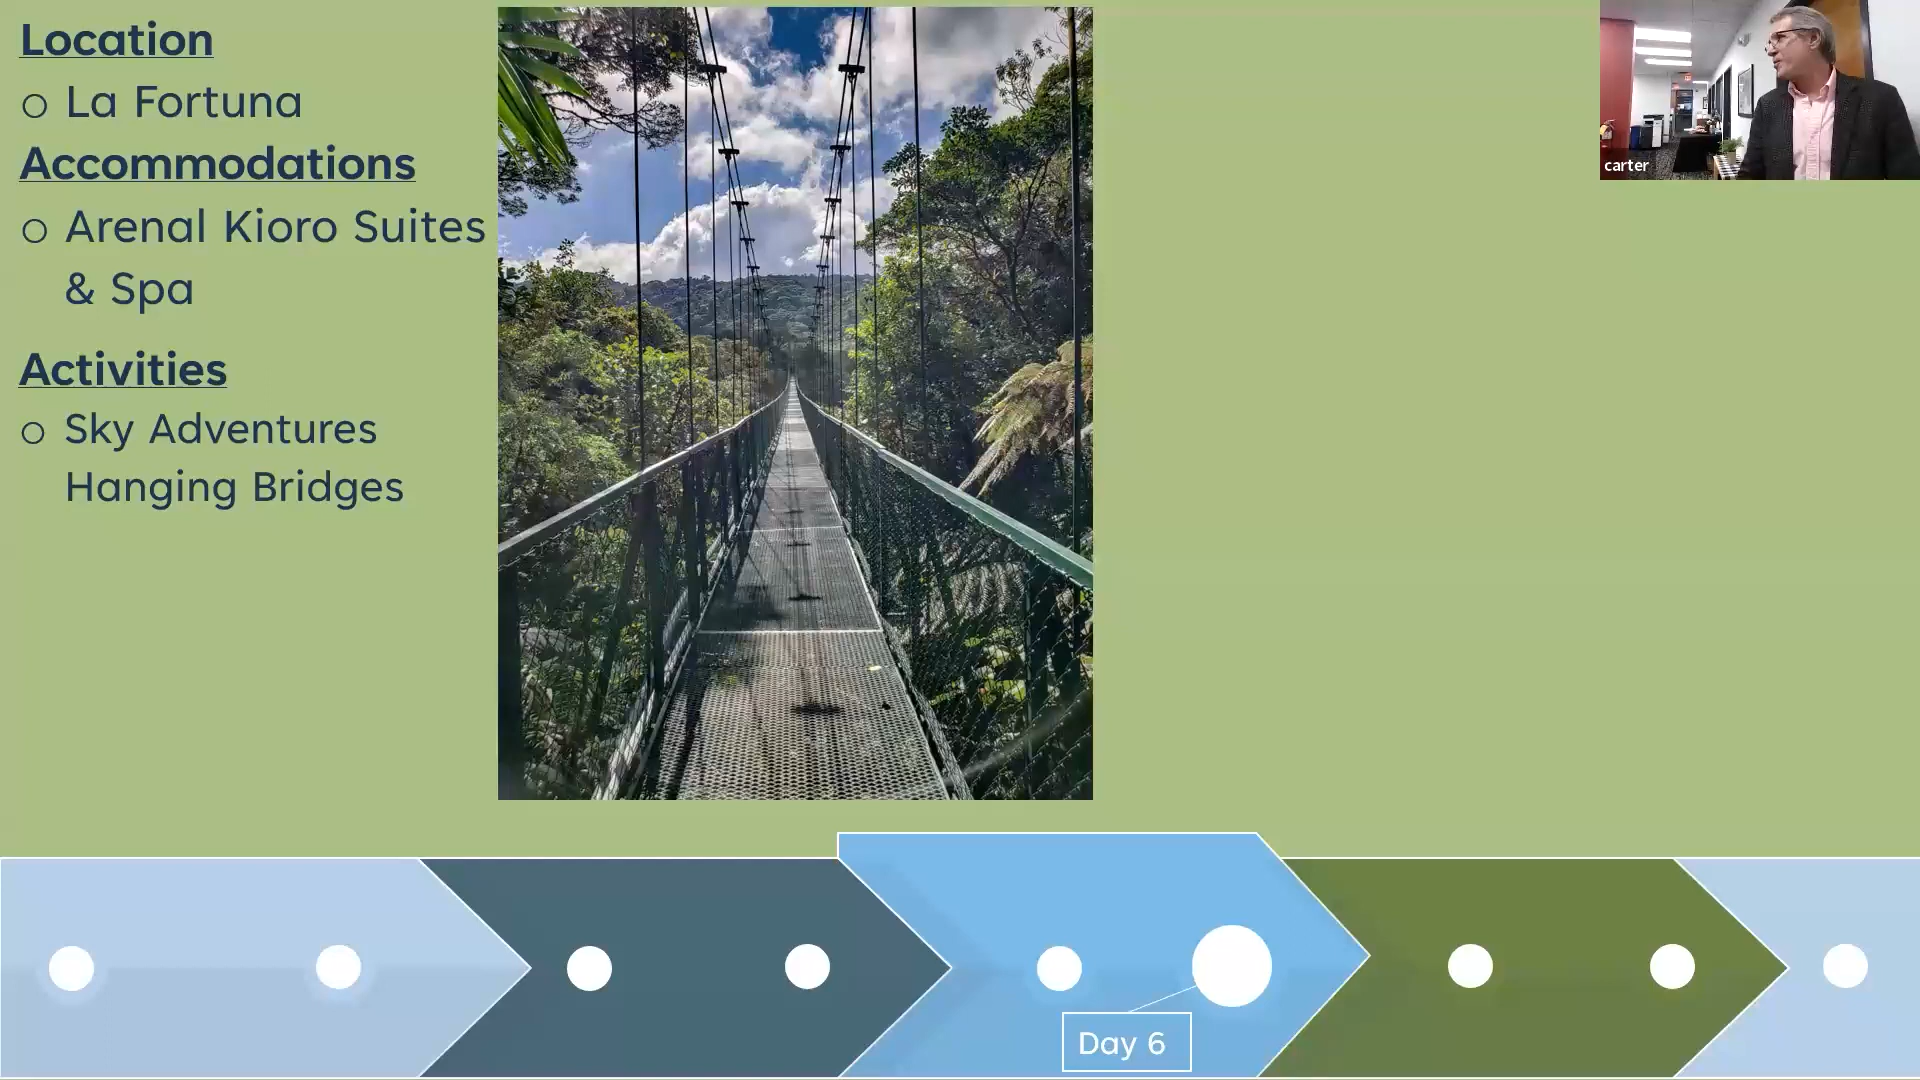 Location
La Fortuna
Accommodations
Arenal Kioro Suites
& Spa
Activities
Sky Adventures
Hanging Bridges
carter
Day 6